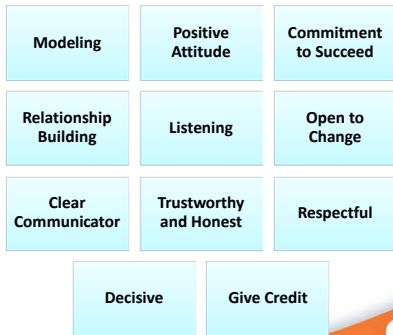 Modeling
Positive
Attitude
Commitment
to Succeed
Relationship
Building
Listening
Open to
Change
Clear
Communicator
Trustworthy
and Honest
Respectful
Decisive
Give Credit